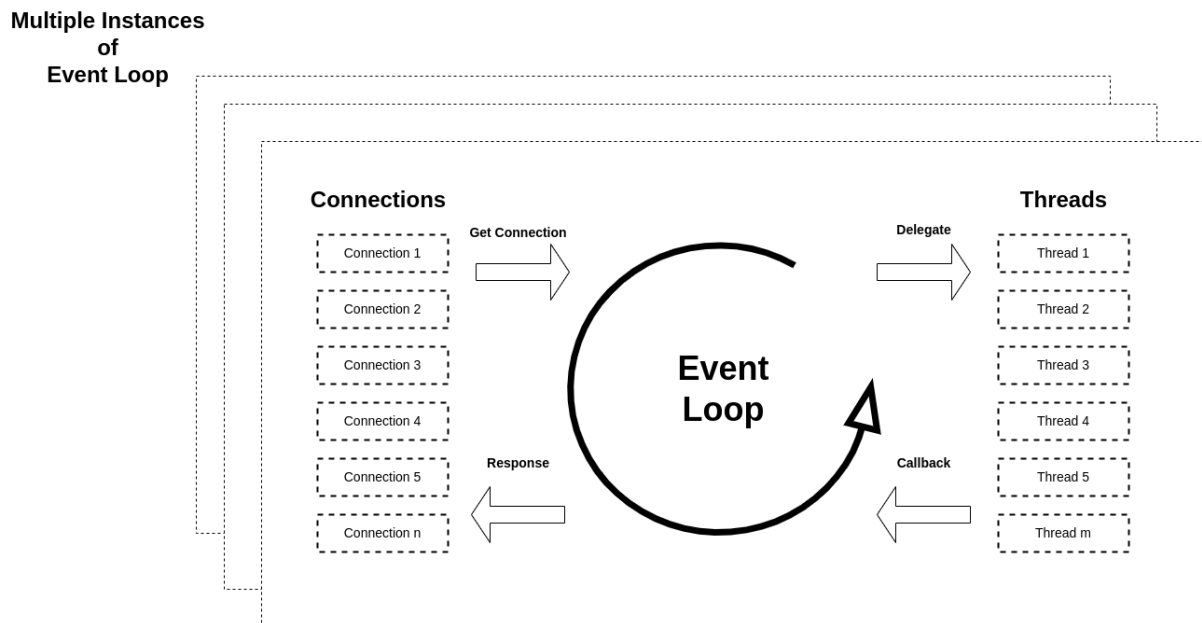 Multiple Instances
of
Event Loop
Connections
Threads
Get Connection
Delegate
Connection 1
Connection 2
Connection 3
Connection 4
Connection 5
Connection n
Event
Loop
Thread 1
Thread 2
Thread 3
Thread 4
Thread 5
Thread m
Response
Callback